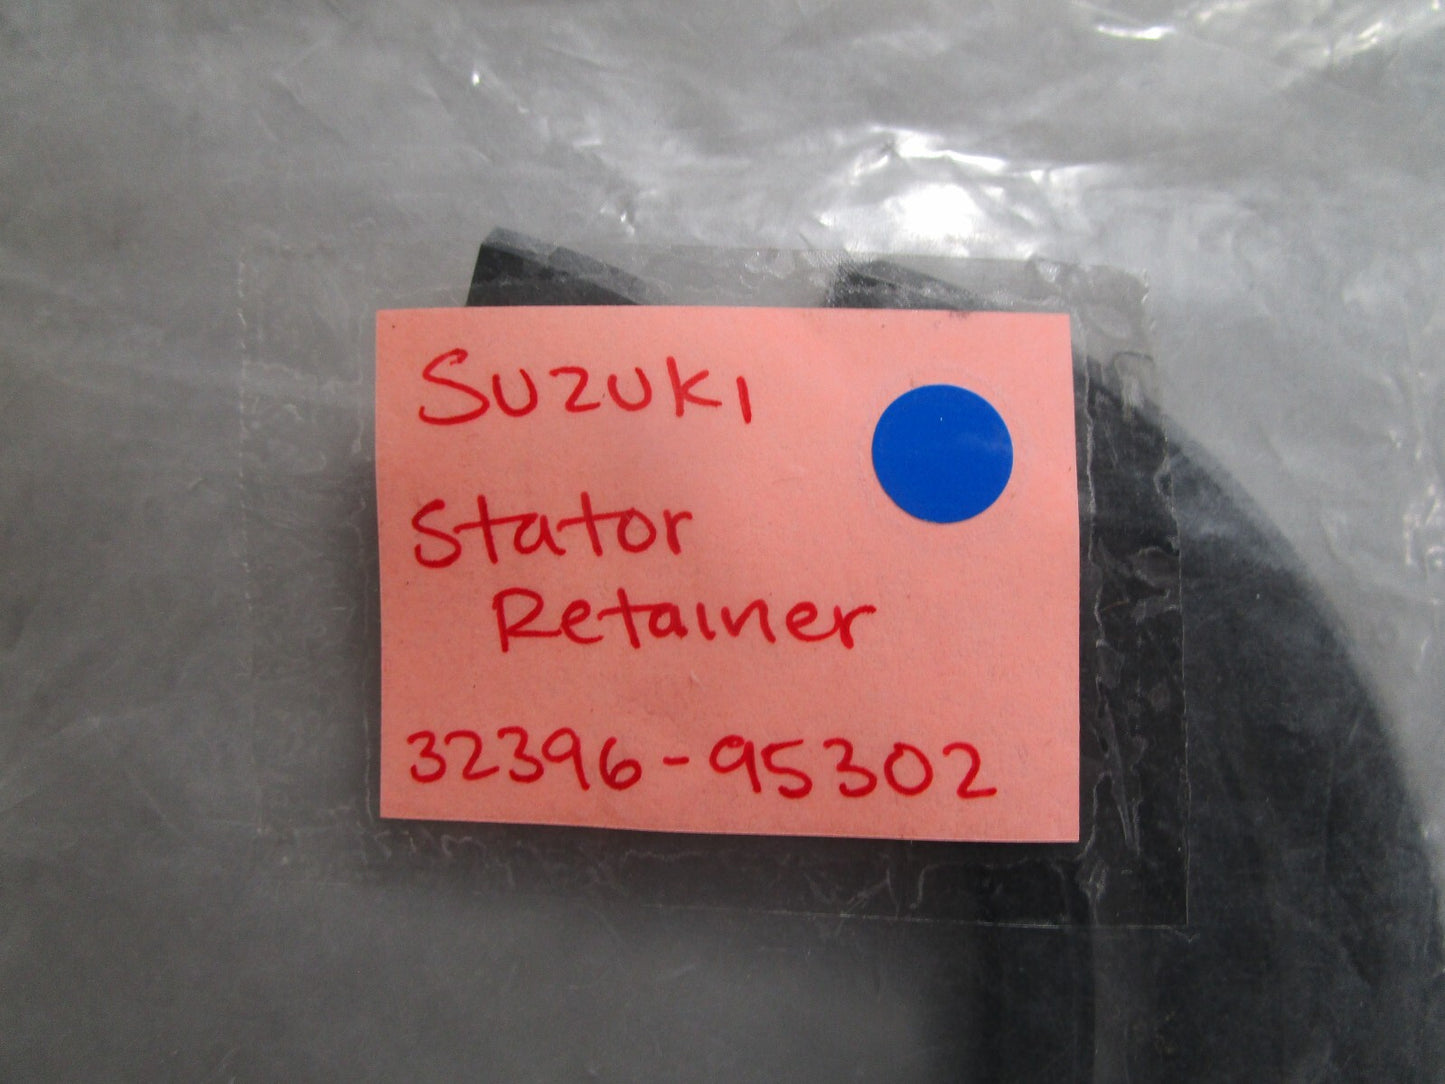 Suzuki
Stator
Retainer
32396-95302